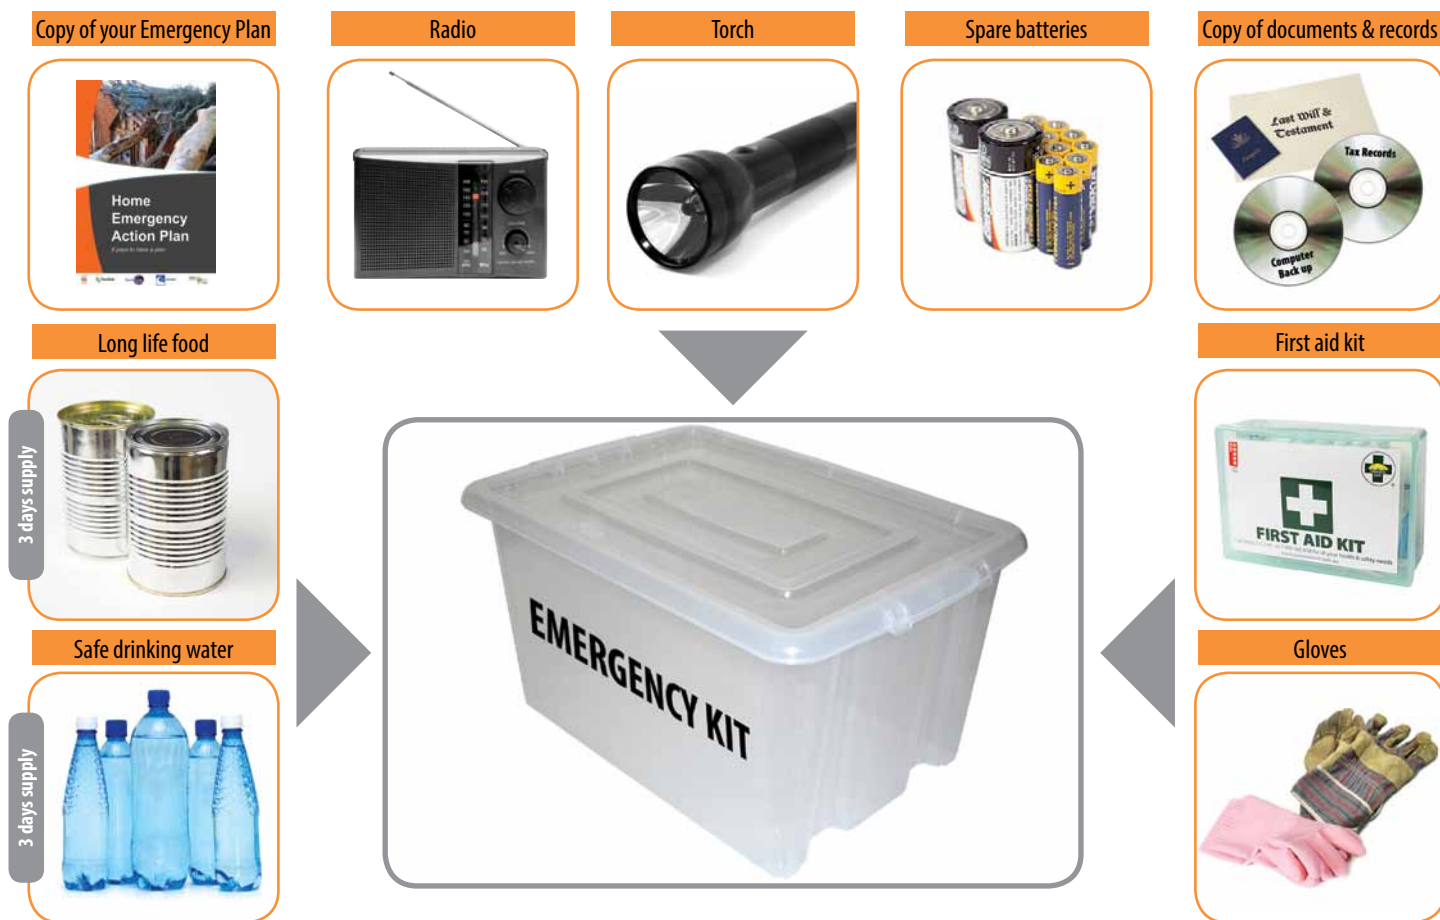 Copy of your Emergency Plan
Radio
Torch
Spare batteries
Copy of documents & records
Home
Emergency
Action Plan
Last Will &
Testament
Tax Records
Computer
Back up
Long life food
3 days supply
First aid kit
FIRST AID KIT
EMERGENCY KIT
Safe drinking water
3 days supply
Gloves